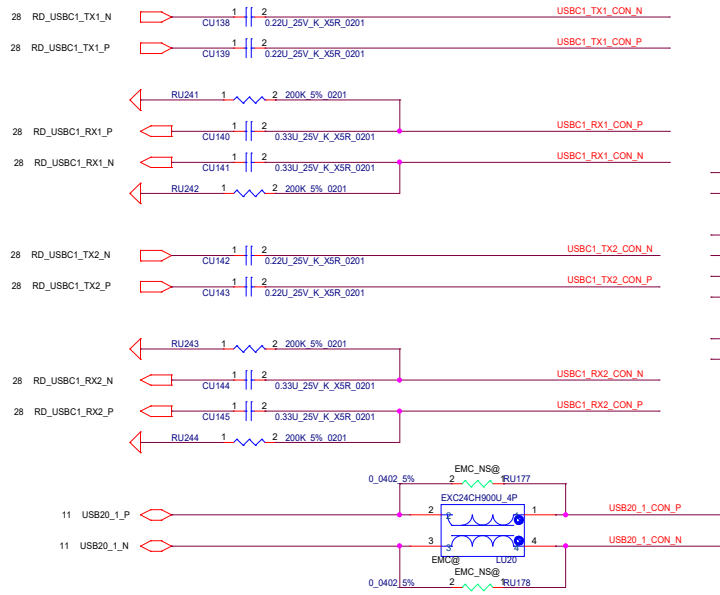 28 RD_USBC1_TX1_N 1 2 USBC1_TX1_CON_N
CU138 0.22U_25V_K_X5R_0201
28 RD_USBC1_TX1_P 1 2 USBC1_TX1_CON_P
CU139 0.22U_25V_K_X5R_0201
RU241 1 2 200K_5%_0201
28 RD_USBC1_RX1_P 1 2 USBC1_RX1_CON_P
CU140 0.33U_25V_K_X5R_0201
28 RD_USBC1_RX1_N 1 2 USBC1_RX1_CON_N
CU141 0.33U_25V_K_X5R_0201
RU242 1 2 200K_5%_0201
28 RD_USBC1_TX2_N 1 2 USBC1_TX2_CON_N
CU142 0.22U_25V_K_X5R_0201
28 RD_USBC1_TX2_P 1 2 USBC1_TX2_CON_P
CU143 0.22U_25V_K_X5R_0201
RU243 1 2 200K_5%_0201
28 RD_USBC1_RX2_N 1 2 USBC1_RX2_CON_N
CU144 0.33U_25V_K_X5R_0201
28 RD_USBC1_RX2_P 1 2 USBC1_RX2_CON_P
CU145 0.33U_25V_K_X5R_0201
RU244 1 2 200K_5%_0201
EMC_NS@
0_0402_5% 2 1 RU177
EXC24CH900U_4P
11 USB20_1_P 2 2 1 1 USB20_1_CON_P
11 USB20_1_N 3 3 4 4 USB20_1_CON_N
EMC@ LU20
EMC_NS@
0_0402_5% 2 1 RU178